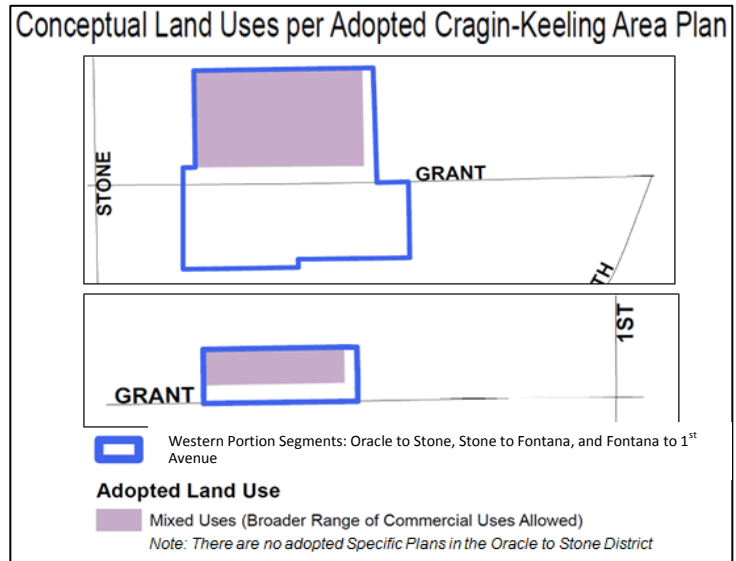 Conceptual Land Uses per Adopted Cragin-Keeling Area Plan
STONE
GRANT
TH
1ST
GRANT
Western Portion Segments: Oracle to Stone, Stone to Fontana, and Fontana to 1st
Avenue
Adopted Land Use
Mixed Uses (Broader Range of Commercial Uses Allowed)
Note: There are no adopted Specific Plans in the Oracle to Stone District